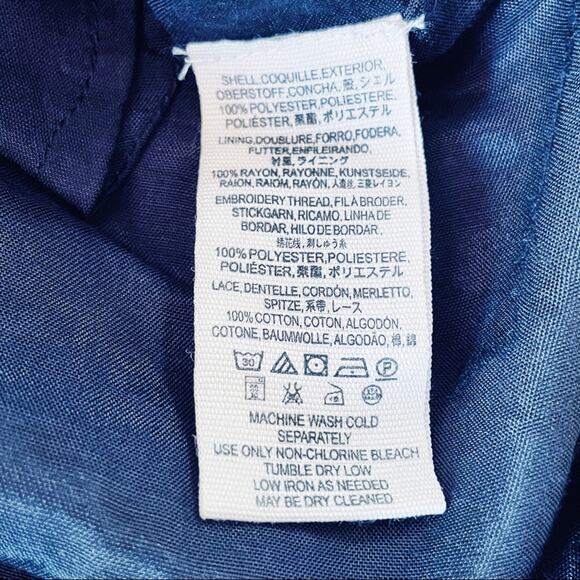 SHELL,COQUILLE,EXTERIOR,
OBERSTOFF,CONCHA, 殼, シェル
100%POLYESTER,POLIESTERE,
POLIÉSTER,聚酯,ポリエステル
LINING,DOUBLURE,FORRO,FODERA,
FUTTER,ENFILEIRANDO,
衬里,ライニング
100%RAYON,RAYONNE,KUNSTSEIDE,
RAION,RAIOM,RAYÓN,人造丝,三菱レイヨン
EMBROIDERY THREAD,FIL À BRODER,
STICKGARN,RICAMO,LINHA DE
BORDAR,HILO DE BORDAR,
绣花线,刺しゅう糸
100%POLYESTER,POLIESTERE,
POLIÉSTER,聚酯,ポリエステル
LACE,DENTELLE,CORDÓN,MERLETTO,
SPITZE,系帶,レース
100%COTTON,COTON,ALGODÓN,
COTONE,BAUMWOLLE,ALGODÃO,棉,綿
30 P
MACHINE WASH COLD
SEPARATELY
USE ONLY NON-CHLORINE BLEACH
TUMBLE DRY LOW
LOW IRON AS NEEDED
MAY BE DRY CLEANED